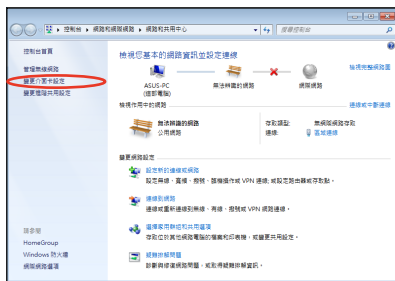 控制台 ▸ 網路和網際網路 ▸ 網路和共用中心
搜尋控制台
控制台首頁
管理無線網路
變更介面卡設定
變更進階共用設定
檢視您基本的網路資訊並設定連線
檢視完整網路圖
ASUS-PC
(這部電腦)
無法辨識的網路
網際網路
檢視作用中的網路
連線或中斷連線
無法辨識的網路
公用網路
存取類型: 無網際網路存取
連線: 區域連線
變更網路設定
設定新的連線或網路
設定無線、寬頻、撥號、臨機操作或 VPN 連線; 或設定路由器或存取點。
連線到網路
連線或重新連線到無線、有線、撥號或 VPN 網路連線。
選擇家用群組和共用選項
存取位於其他網路電腦的檔案和印表機，或變更共用設定。
疑難排解問題
診斷與修復網路問題，或取得疑難排解資訊。
請參閱
HomeGroup
Windows 防火牆
網際網路選項